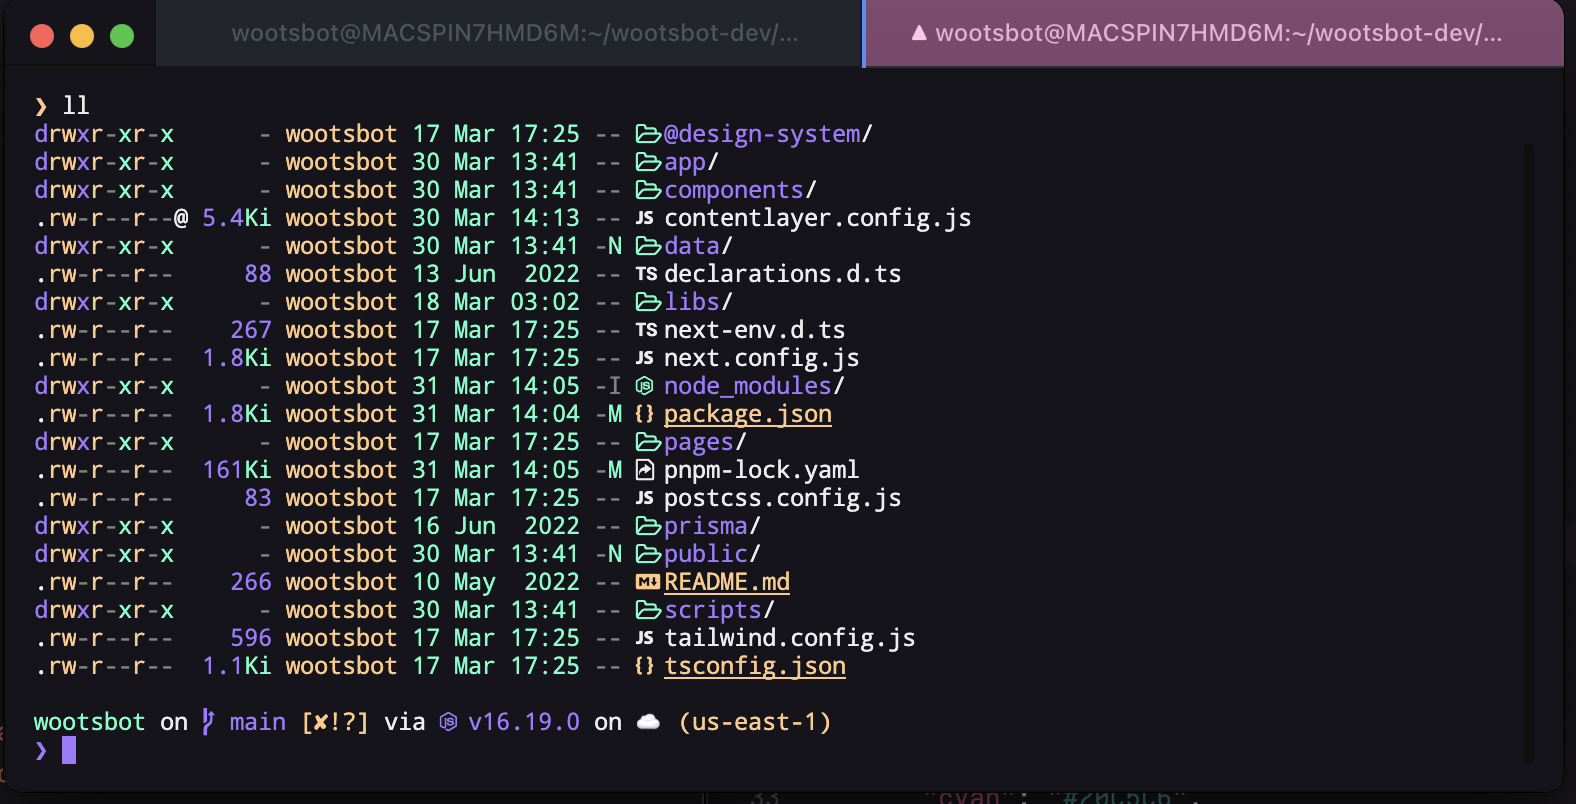 wootsbot@MACSPIN7HMD6M:~/wootsbot-dev/...
▲ wootsbot@MACSPIN7HMD6M:~/wootsbot-dev/...
❯ ll
drwxr-xr-x      - wootsbot 17 Mar 17:25 -- @design-system/
drwxr-xr-x      - wootsbot 30 Mar 13:41 -- app/
drwxr-xr-x      - wootsbot 30 Mar 13:41 -- components/
.rw-r--r--@ 5.4Ki wootsbot 30 Mar 14:13 -- JS contentlayer.config.js
drwxr-xr-x      - wootsbot 30 Mar 13:41 -N data/
.rw-r--r--     88 wootsbot 13 Jun  2022 -- TS declarations.d.ts
drwxr-xr-x      - wootsbot 18 Mar 03:02 -- libs/
.rw-r--r--    267 wootsbot 17 Mar 17:25 -- TS next-env.d.ts
.rw-r--r--  1.8Ki wootsbot 17 Mar 17:25 -- JS next.config.js
drwxr-xr-x      - wootsbot 31 Mar 14:05 -I JS node_modules/
.rw-r--r--  1.8Ki wootsbot 31 Mar 14:04 -M {} package.json
drwxr-xr-x      - wootsbot 17 Mar 17:25 -- pages/
.rw-r--r--  161Ki wootsbot 31 Mar 14:05 -M pnpm-lock.yaml
.rw-r--r--     83 wootsbot 17 Mar 17:25 -- JS postcss.config.js
drwxr-xr-x      - wootsbot 16 Jun  2022 -- prisma/
drwxr-xr-x      - wootsbot 30 Mar 13:41 -N public/
.rw-r--r--    266 wootsbot 10 May  2022 -- M↓ README.md
drwxr-xr-x      - wootsbot 30 Mar 13:41 -- scripts/
.rw-r--r--    596 wootsbot 17 Mar 17:25 -- JS tailwind.config.js
.rw-r--r--  1.1Ki wootsbot 17 Mar 17:25 -- {} tsconfig.json
wootsbot on main [✘!?] via JS v16.19.0 on ☁️ (us-east-1)
❯
33 "cyan": "#20C5C6",